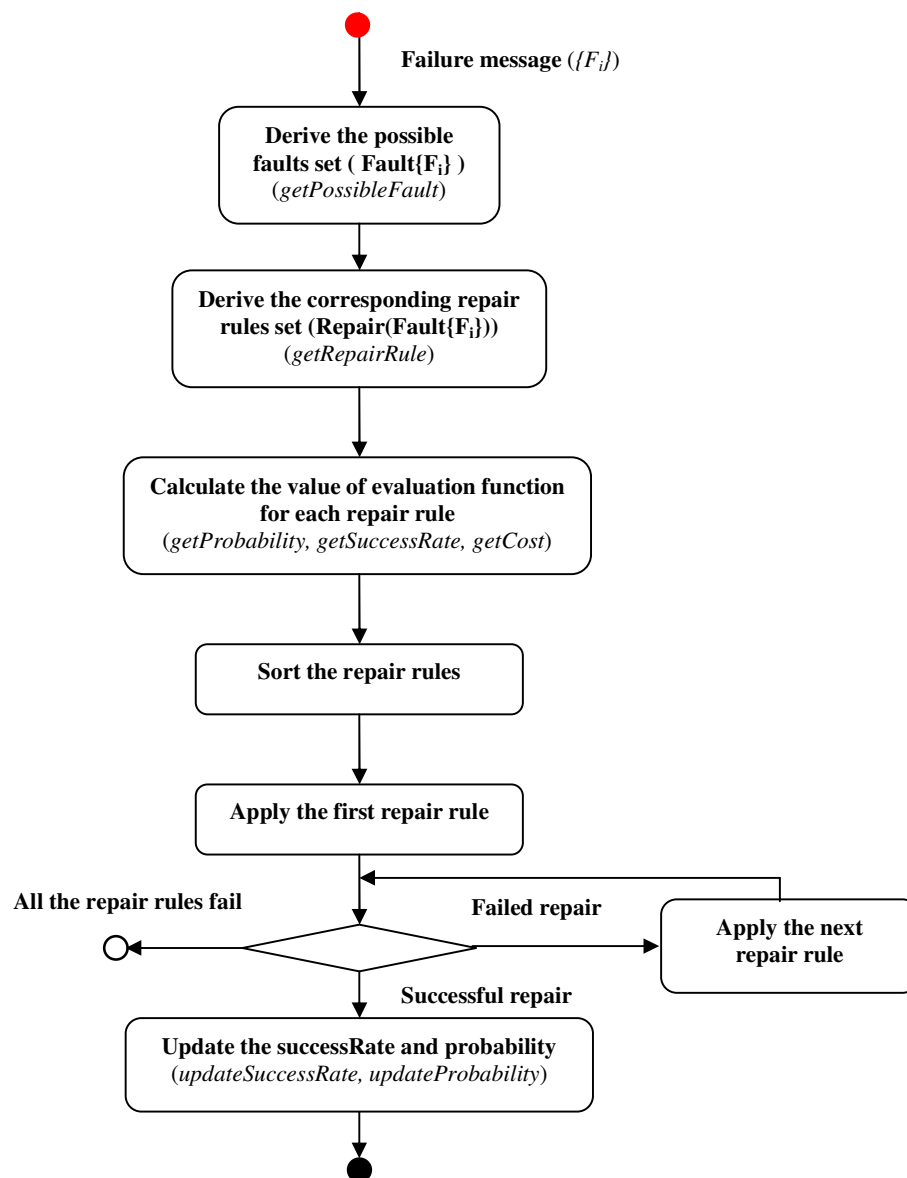 Failure message ({Fi})
Derive the possible
faults set ( Fault{Fi} )
(getPossibleFault)
Derive the corresponding repair
rules set (Repair(Fault{Fi}))
(getRepairRule)
Calculate the value of evaluation function
for each repair rule
(getProbability, getSuccessRate, getCost)
Sort the repair rules
Apply the first repair rule
All the repair rules fail
Failed repair
Apply the next
repair rule
Successful repair
Update the successRate and probability
(updateSuccessRate, updateProbability)